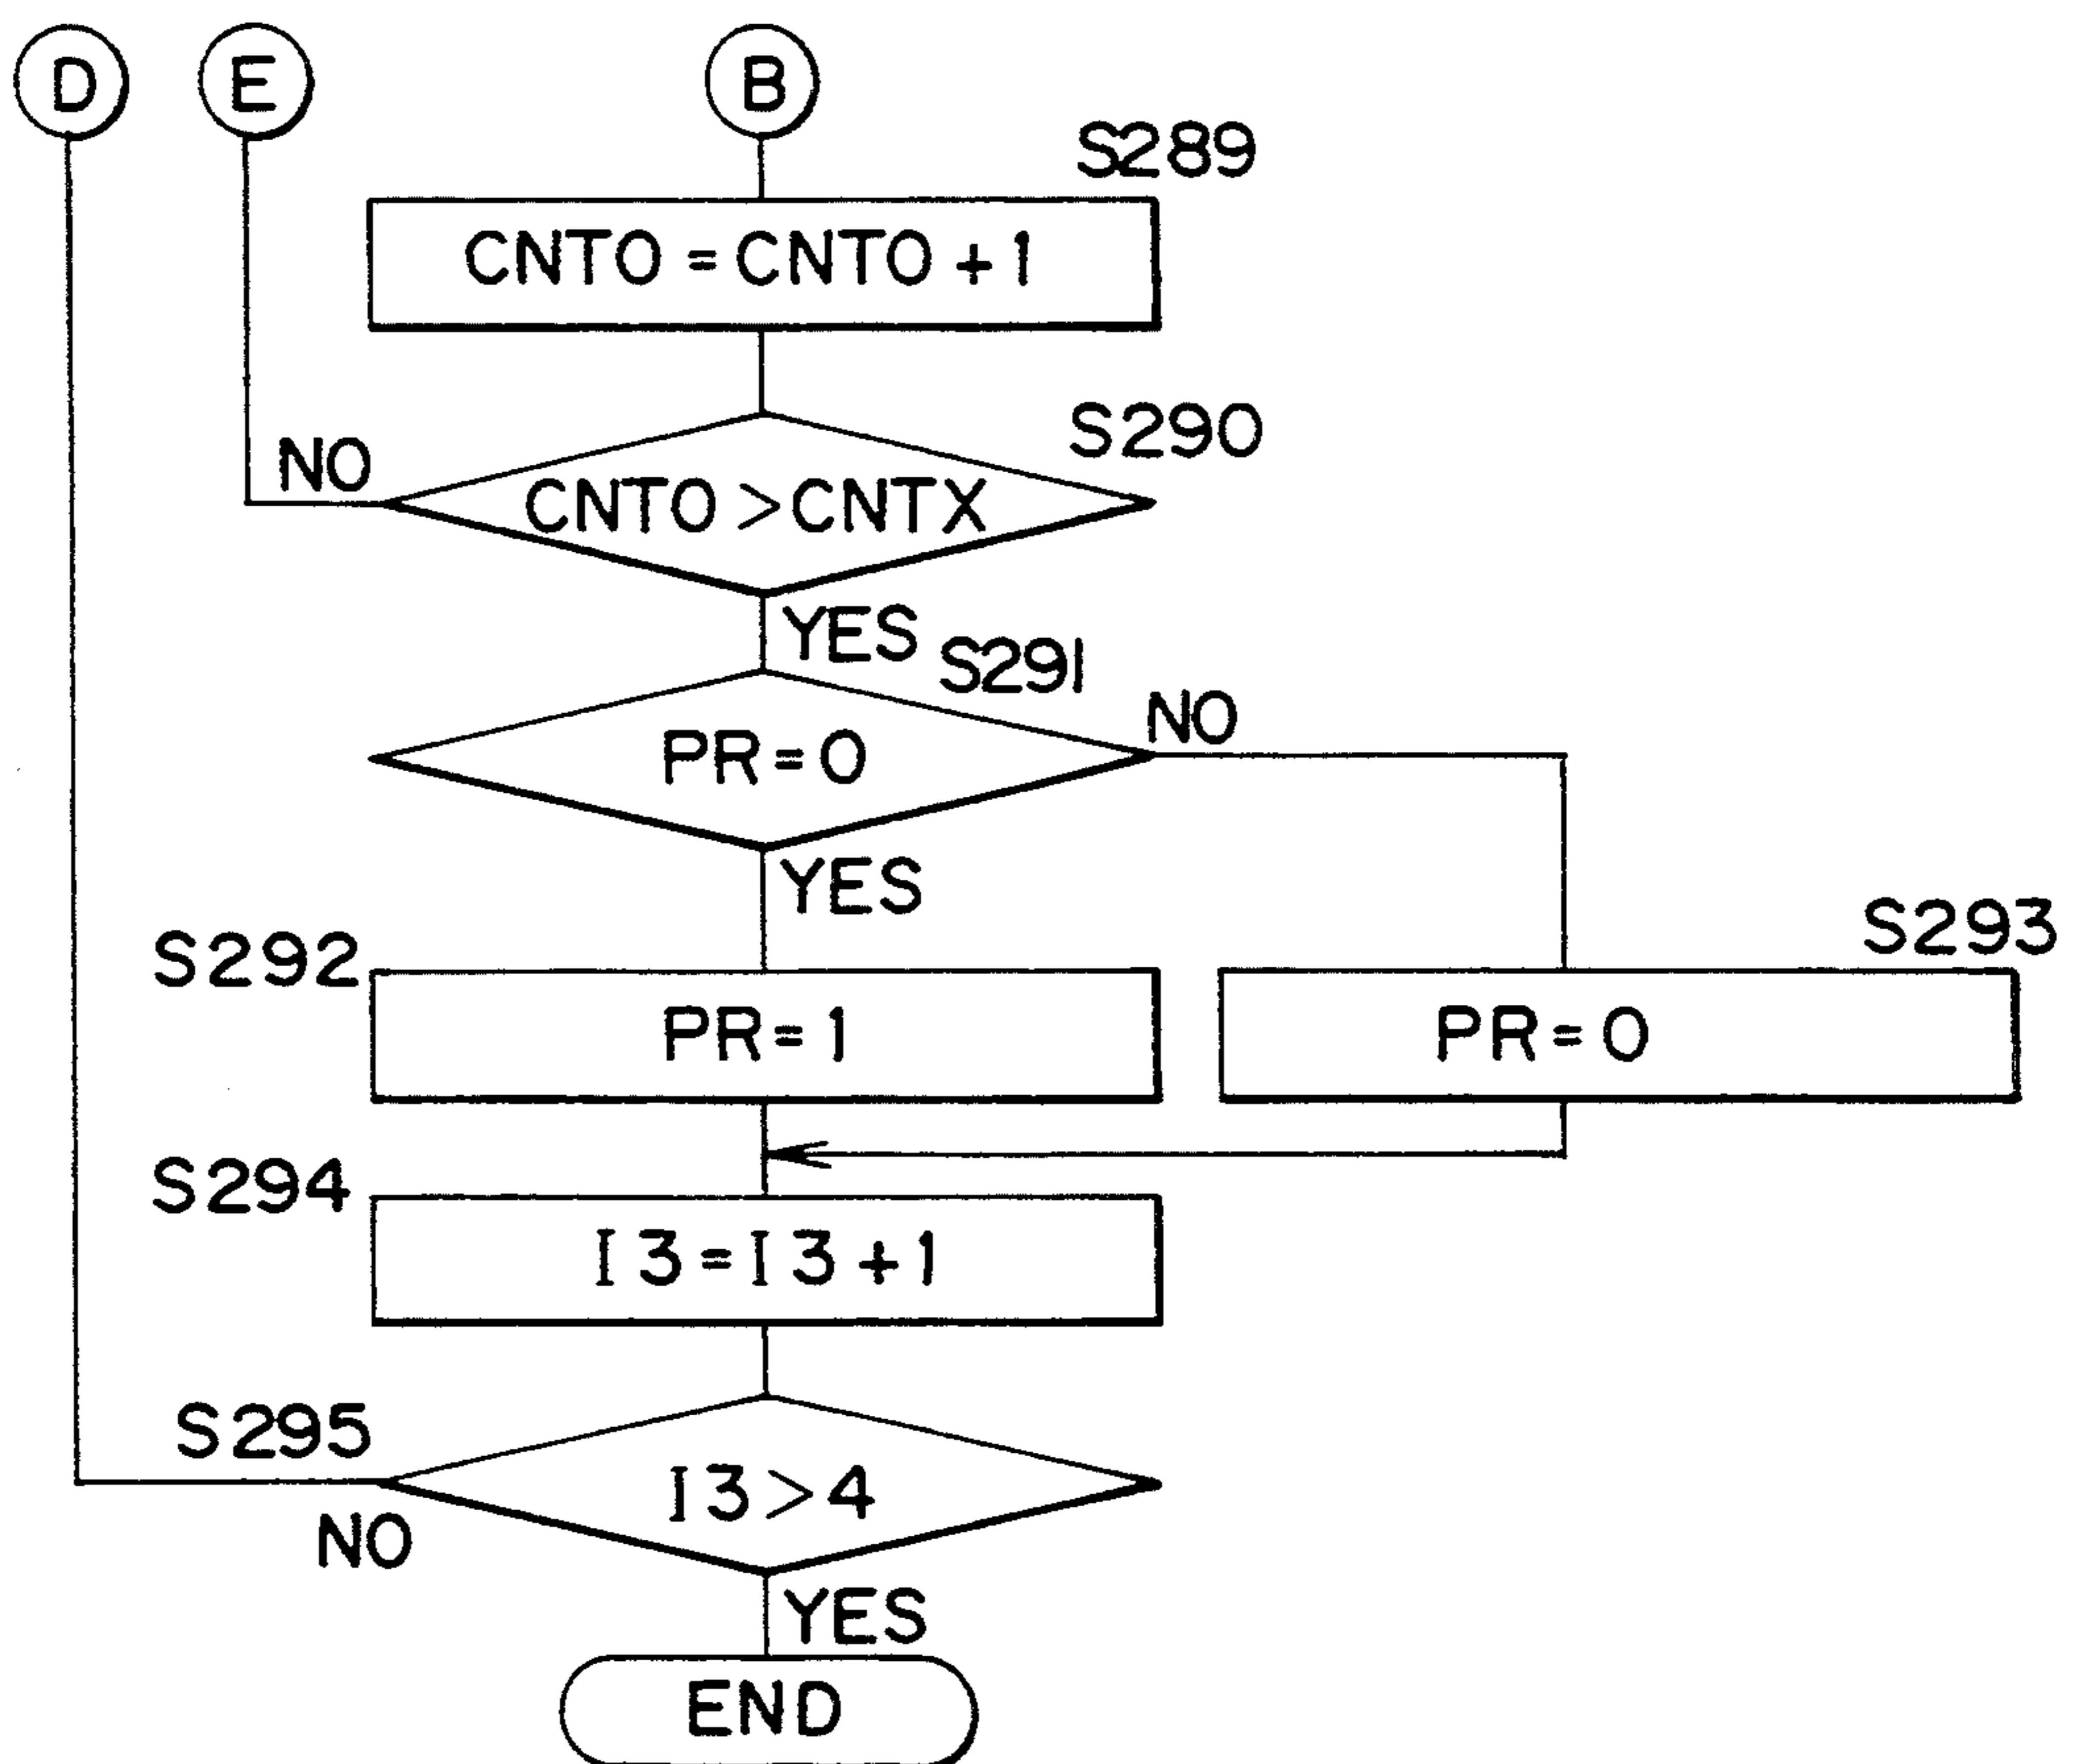 D
E
B
S289
CNTO = CNTO + 1
S290
NO
CNTO > CNTX
YES
S291
NO
PR = 0
YES
S292
S293
PR = 1
PR = 0
S294
I3 = I3 + 1
S295
I3 > 4
NO
YES
END